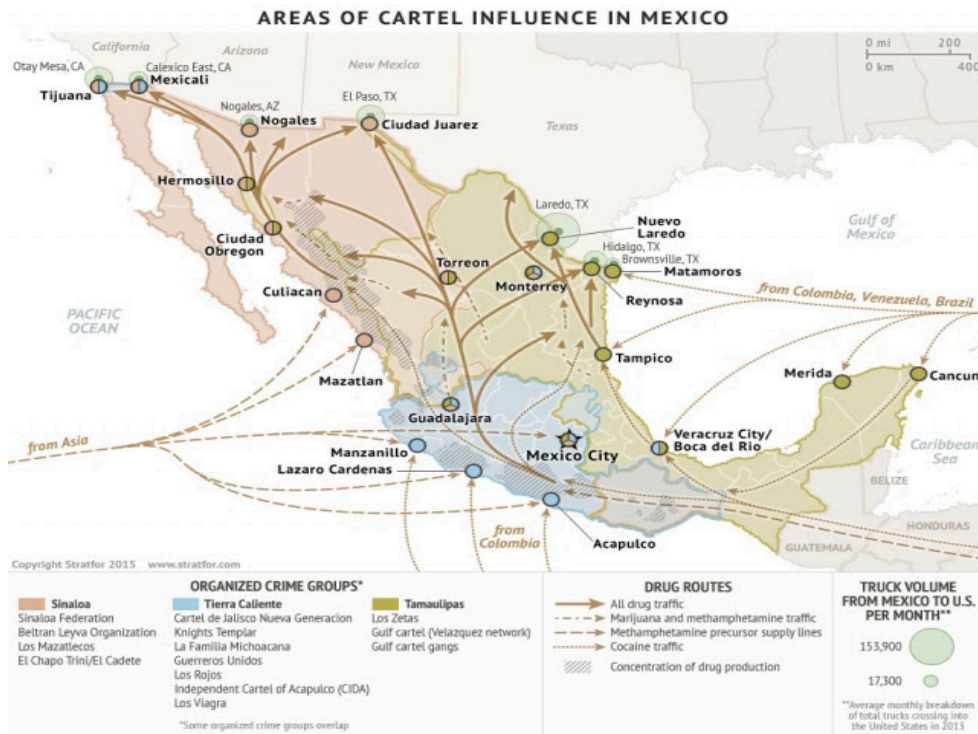 AREAS OF CARTEL INFLUENCE IN MEXICO
California
Arizona
New Mexico
Texas
0 mi 200
0 km 400
Otay Mesa, CA
Calexico East, CA
Tijuana
Mexicali
Nogales, AZ
Nogales
El Paso, TX
Ciudad Juarez
Hermosillo
Ciudad
Obregon
Laredo, TX
Nuevo
Laredo
Hidalgo, TX
Brownsville, TX
Matamoros
Reynosa
Gulf of
Mexico
Torreon
Monterrey
Culiacan
from Colombia, Venezuela, Brazil
PACIFIC
OCEAN
Mazatlan
Tampico
Merida
Cancun
Guadalajara
from Asia
Manzanillo
Mexico City
Veracruz City/
Boca del Rio
Caribbean
Sea
Lazaro Cardenas
BELIZE
from
Colombia
Acapulco
HONDURAS
GUATEMALA
Copyright Stratfor 2015 www.stratfor.com
ORGANIZED CRIME GROUPS*
Sinaloa
Sinaloa Federation
Beltran Leyva Organization
Los Mazatlecos
El Chapo Trini/El Cadete
Tierra Caliente
Cartel de Jalisco Nueva Generacion
Knights Templar
La Familia Michoacana
Guerreros Unidos
Los Rojos
Independent Cartel of Acapulco (CIDA)
Los Viagra
Tamaulipas
Los Zetas
Gulf cartel (Velazquez network)
Gulf cartel gangs
*Some organized crime groups overlap
DRUG ROUTES
All drug traffic
Marijuana and methamphetamine traffic
Methamphetamine precursor supply lines
Cocaine traffic
Concentration of drug production
TRUCK VOLUME
FROM MEXICO TO U.S.
PER MONTH**
153,900
17,300
**Average monthly breakdown
of total trucks crossing into
the United States in 2013